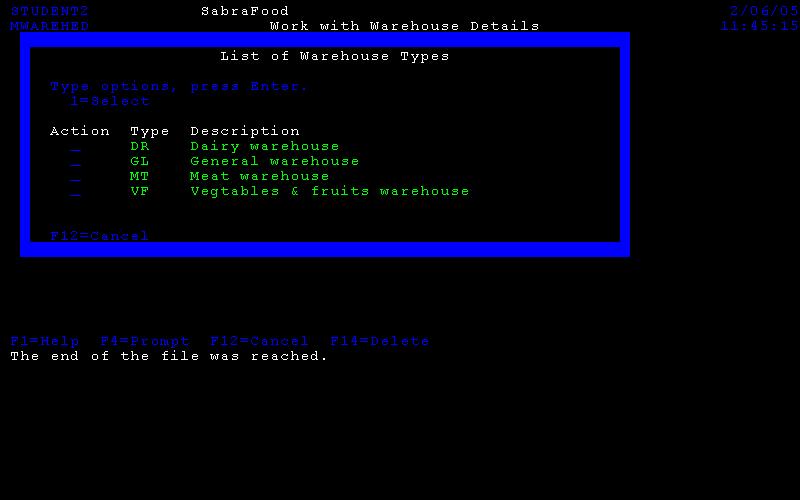 STUDENT2 SabraFood 2/06/05
MWAREHED Work with Warehouse Details 11:45:15
List of Warehouse Types
Type options, press Enter.
1=Select
Action Type Description
_ DR Dairy warehouse
_ GL General warehouse
_ MT Meat warehouse
_ VF Vegtables & fruits warehouse
F12=Cancel
F1=Help F4=Prompt F12=Cancel F14=Delete
The end of the file was reached.